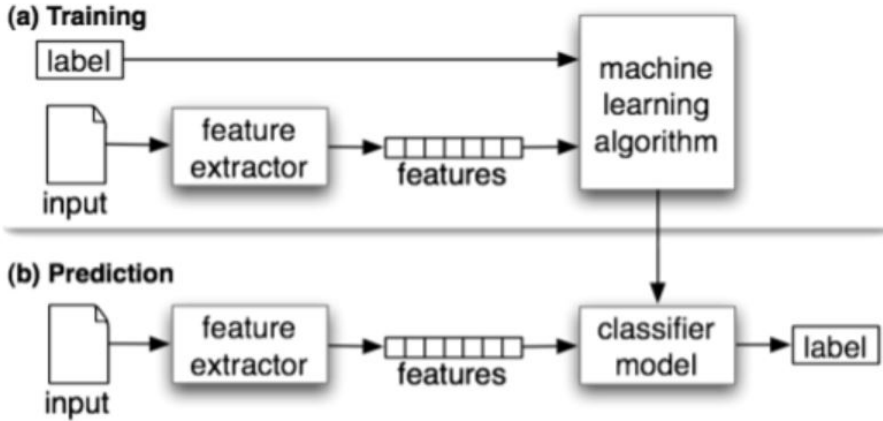 (a) Training
label
machine
learning
algorithm
feature
extractor
features
input
(b) Prediction
feature
extractor
features
input
classifier
model
label